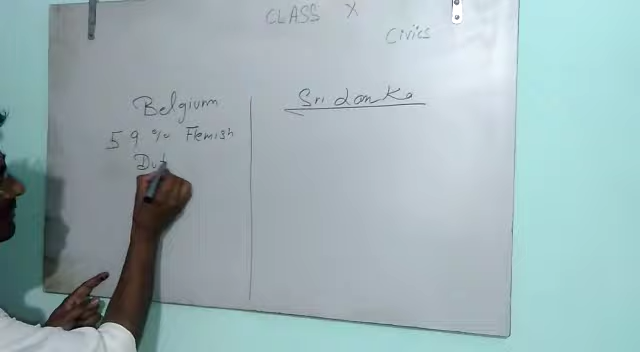 CLASS X
Civics
Belgium
59 % Flemish
Dut
Sri Lanka